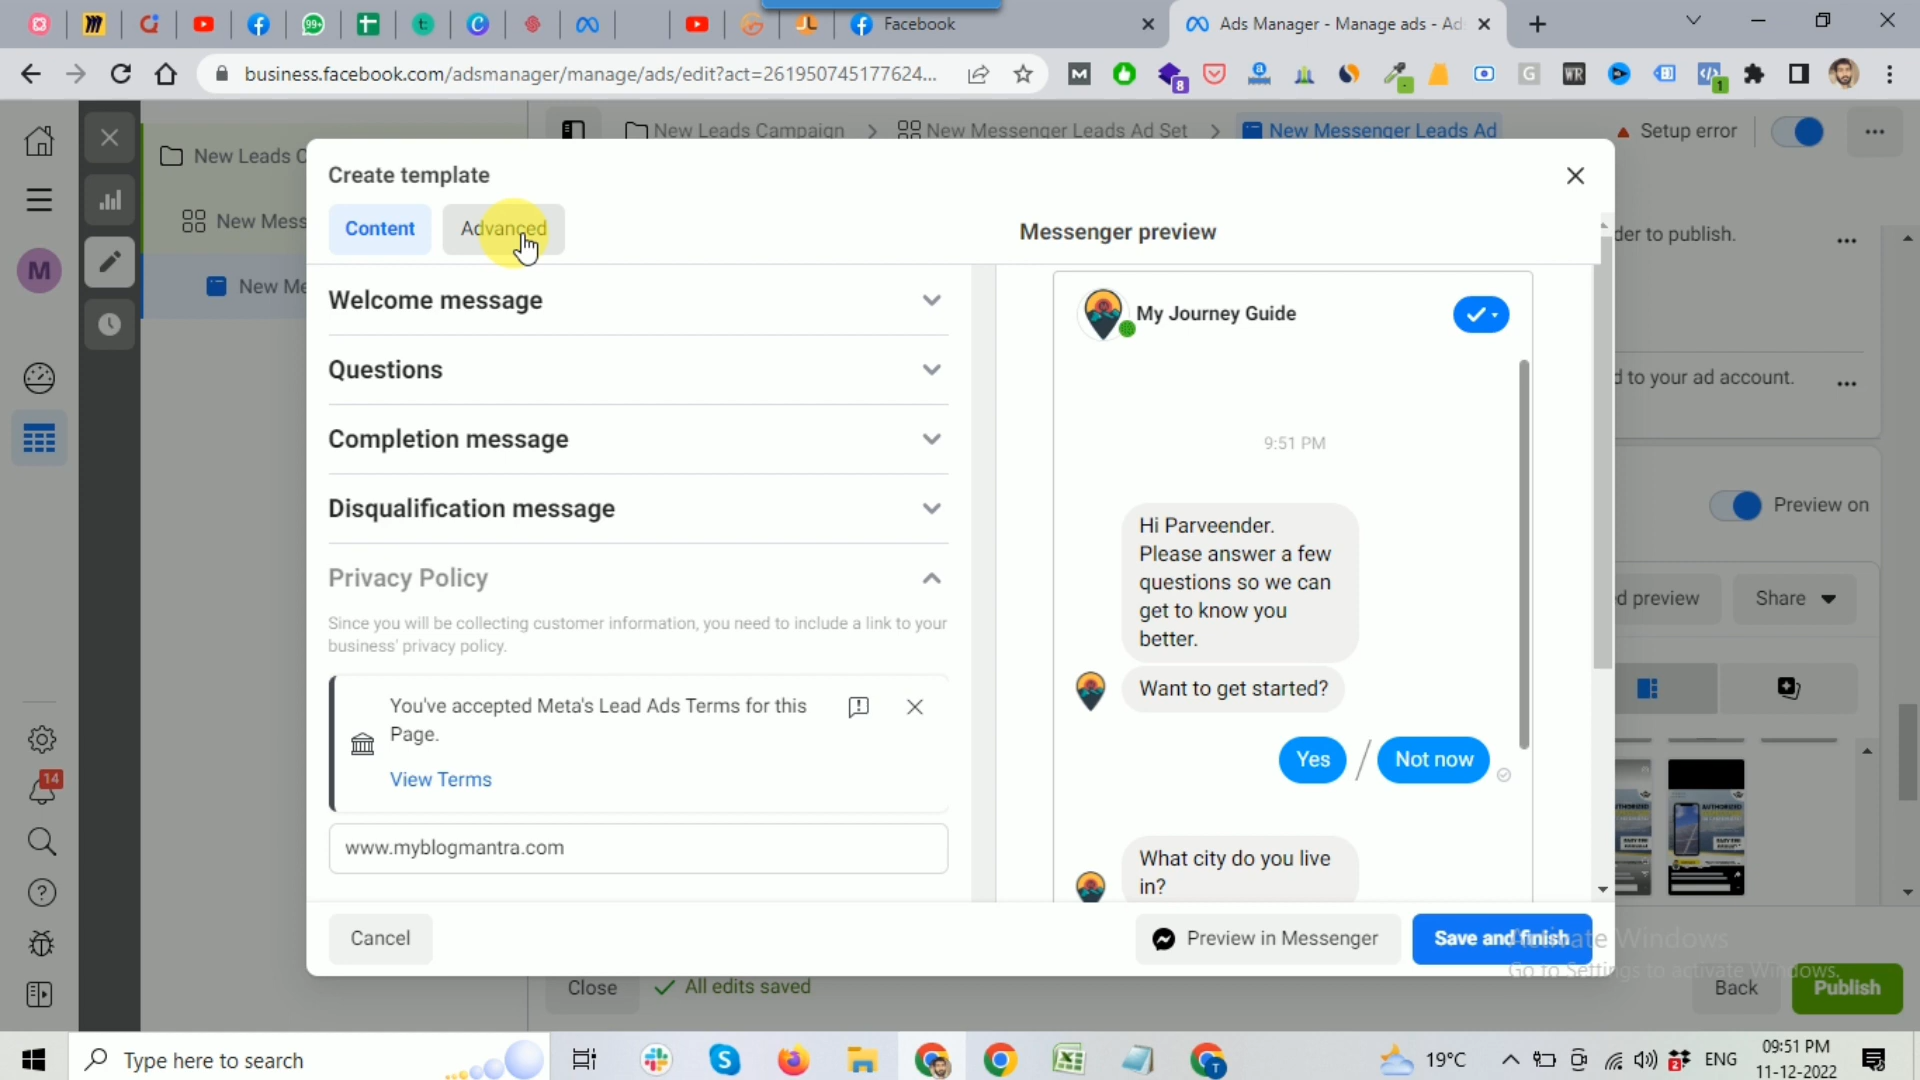 99+
Facebook
Ads Manager - Manage ads - Ad
business.facebook.com/adsmanager/manage/ads/edit?act=261950745177624...
8
1
New Leads Campaign
New Messenger Leads Ad Set
New Messenger Leads Ad
Setup error
New Leads C
New Mess
New Me
M
Create template
Content
Advanced
Messenger preview
Welcome message
Questions
Completion message
Disqualification message
Privacy Policy
Since you will be collecting customer information, you need to include a link to your
business' privacy policy.
You've accepted Meta's Lead Ads Terms for this
Page.
View Terms
www.myblogmantra.com
Cancel
My Journey Guide
9:51 PM
Hi Parveender.
Please answer a few
questions so we can
get to know you
better.
Want to get started?
Yes
Not now
What city do you live
in?
Preview in Messenger
Save and finish
der to publish.
d to your ad account.
Preview on
d preview
Share
14
Close
All edits saved
Activate Windows
Go to Settings to activate Windows.
Back
Publish
Type here to search
19°C
ENG
09:51 PM
11-12-2022